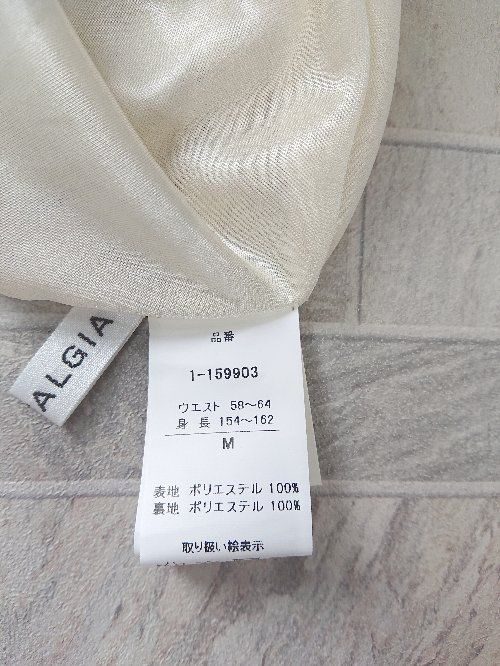 品番
1-159903
ウエスト 58～64
身 長 154～162
M
表地 ポリエステル 100%
裏地 ポリエステル 100%
取り扱い絵表示
ALGIA